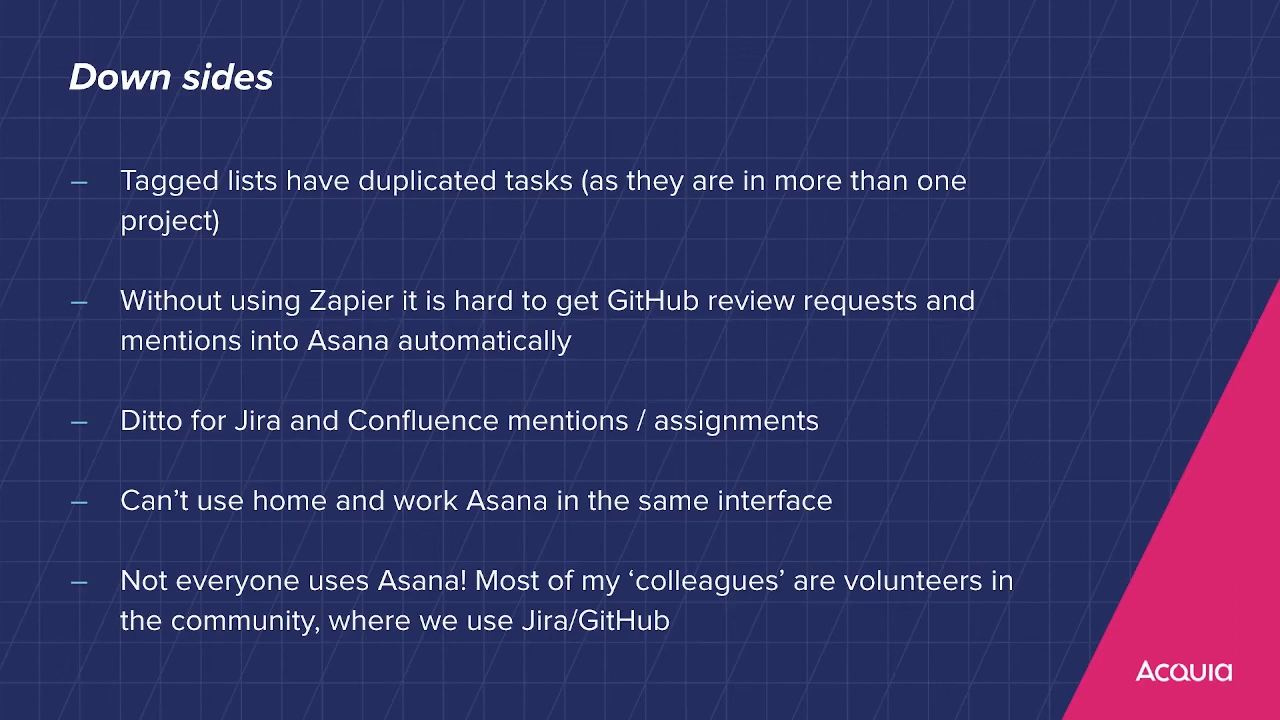 Down sides
– Tagged lists have duplicated tasks (as they are in more than one
project)
– Without using Zapier it is hard to get GitHub review requests and
mentions into Asana automatically
– Ditto for Jira and Confluence mentions / assignments
– Can’t use home and work Asana in the same interface
– Not everyone uses Asana! Most of my ‘colleagues’ are volunteers in
the community, where we use Jira/GitHub
Acquia